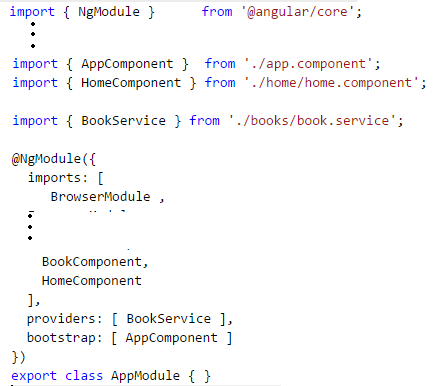 import { NgModule } from '@angular/core';
import { AppComponent } from './app.component';
import { HomeComponent } from './home/home.component';
import { BookService } from './books/book.service';
@NgModule({
imports: [
BrowserModule ,
BookComponent,
HomeComponent
],
providers: [ BookService ],
bootstrap: [ AppComponent ]
})
export class AppModule { }